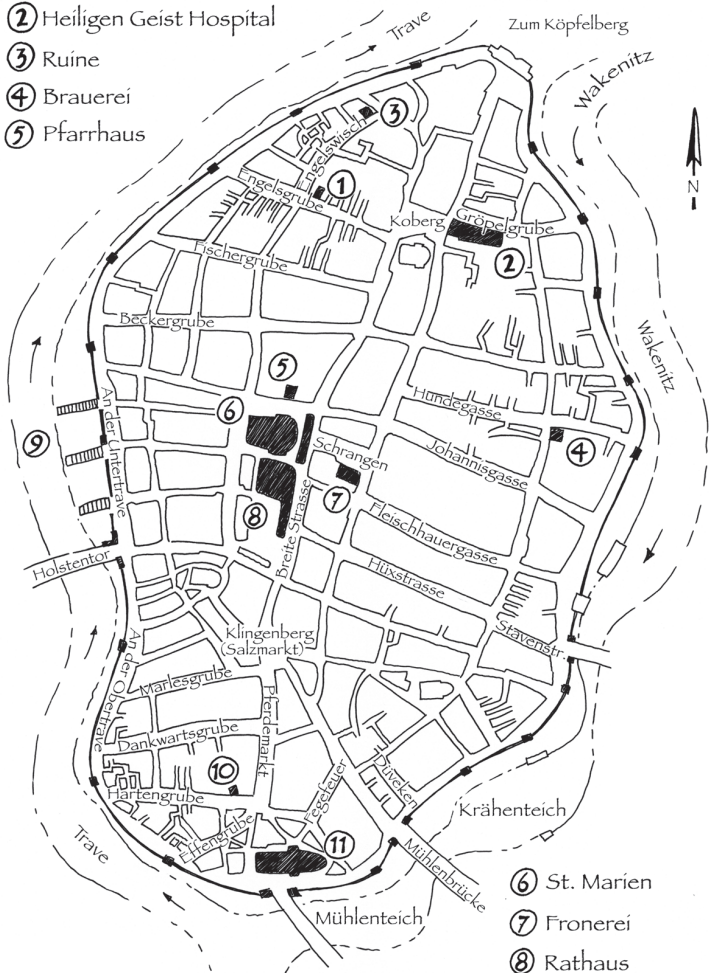 ② Heiligen Geist Hospital
③ Ruine
④ Brauerei
⑤ Pfarrhaus
Trave
Zum Köpfelberg
Wakenitz
N
③
Engelswisch
①
Engelsgrube
Koberg
Gröpelgrube
②
Fischergrube
Beckergrube
Wakenitz
⑤
⑥
Hundegasse
An der Untertrave
④
⑨
Schrangen
Johannisgasse
⑦
⑧
Breite Strasse
Fleischhauergasse
Holstentor
Hüxstrasse
Klingenberg
(Salzmarkt)
Stavenstr.
An der Obertrave
Marlesgrube
Pferdemarkt
Dankwartsgrube
⑩
Hartengrube
Fegefeuer
Düveken
Krähenteich
Effengrube
⑪
Trave
Mühlenbrücke
Mühlenteich
⑥ St. Marien
⑦ Fronerei
⑧ Rathaus